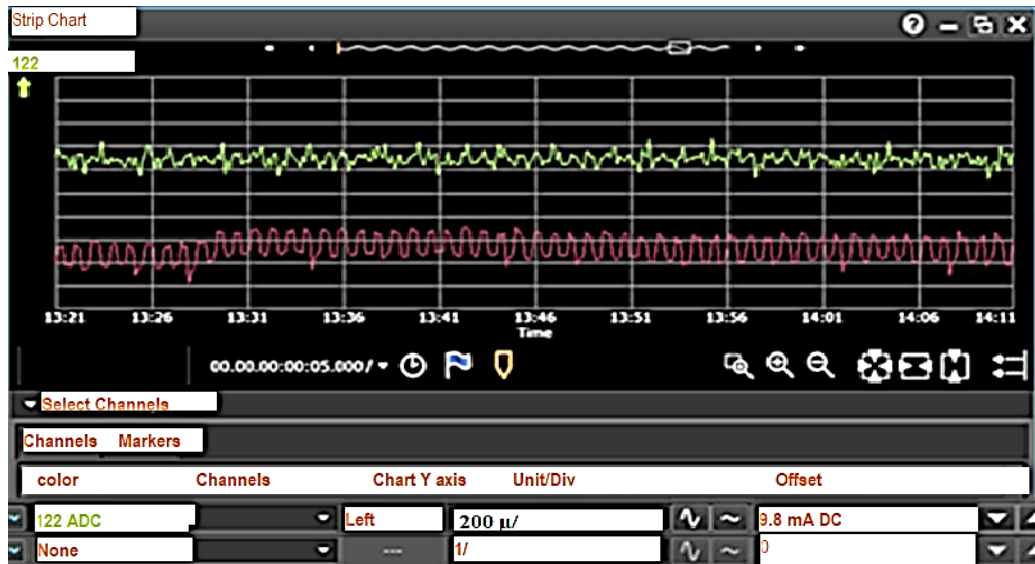 Strip Chart
122
13:21 13:26 13:31 13:36 13:41 13:46 13:51 13:56 14:01 14:06 14:11
Time
00.00.00:00:05.000/
Select Channels
Channels Markers
color Channels Chart Y axis Unit/Div Offset
122 ADC Left 200 µ/ 9.8 mA DC
None --- 1/ 0